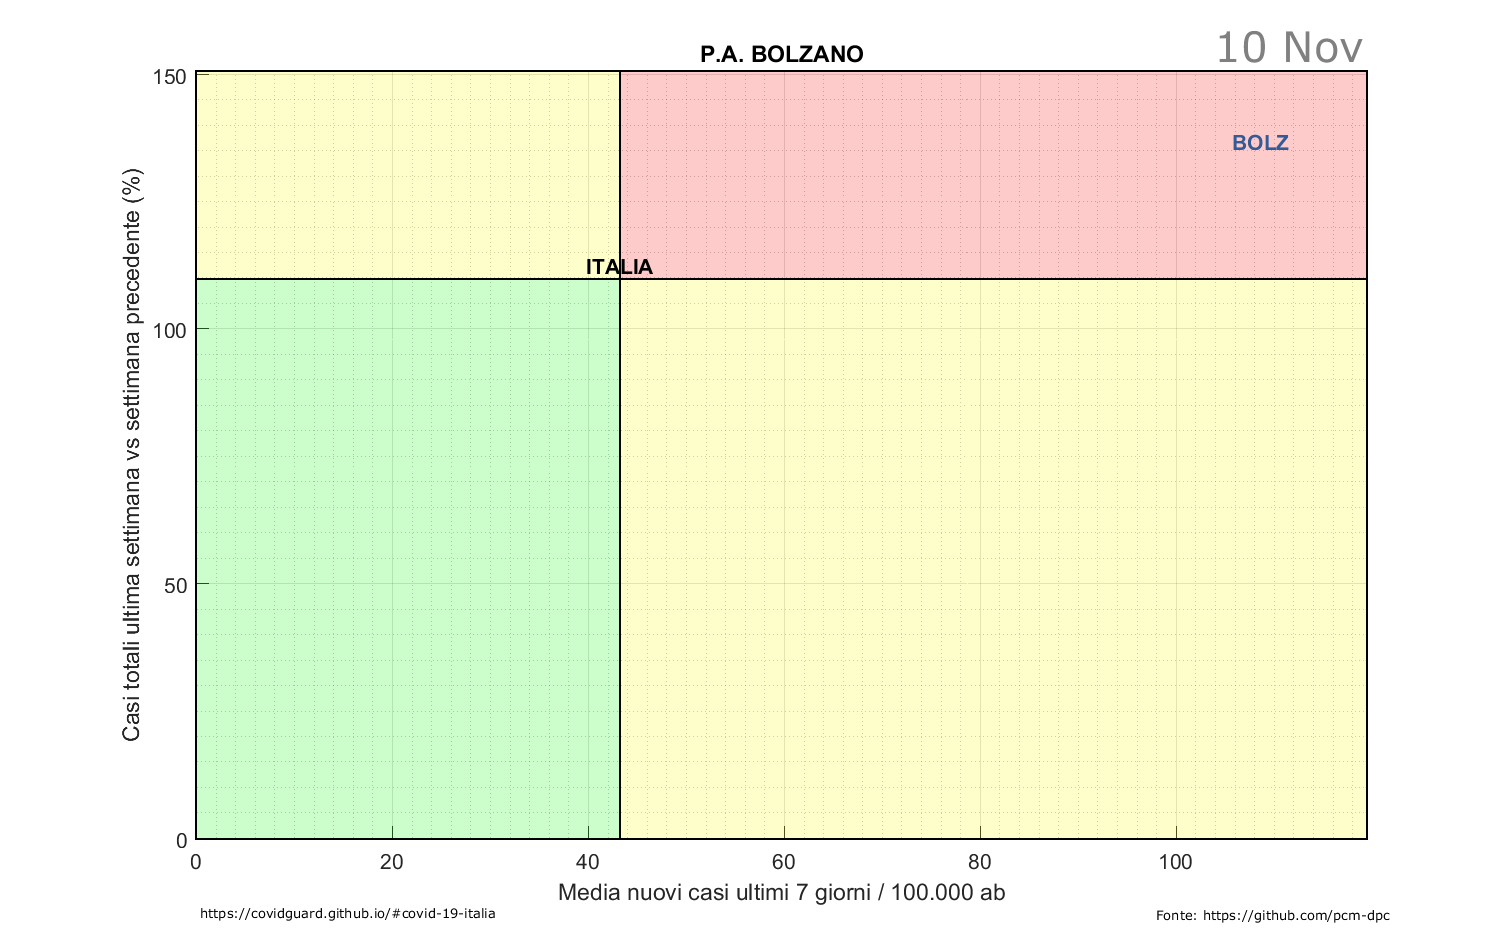 P.A. BOLZANO
10 Nov
150
BOLZ
ITALIA
100
50
0
Casi totali ultima settimana vs settimana precedente (%)
0 20 40 60 80 100
Media nuovi casi ultimi 7 giorni / 100.000 ab
https://covidguard.github.io/#covid-19-italia
Fonte: https://github.com/pcm-dpc